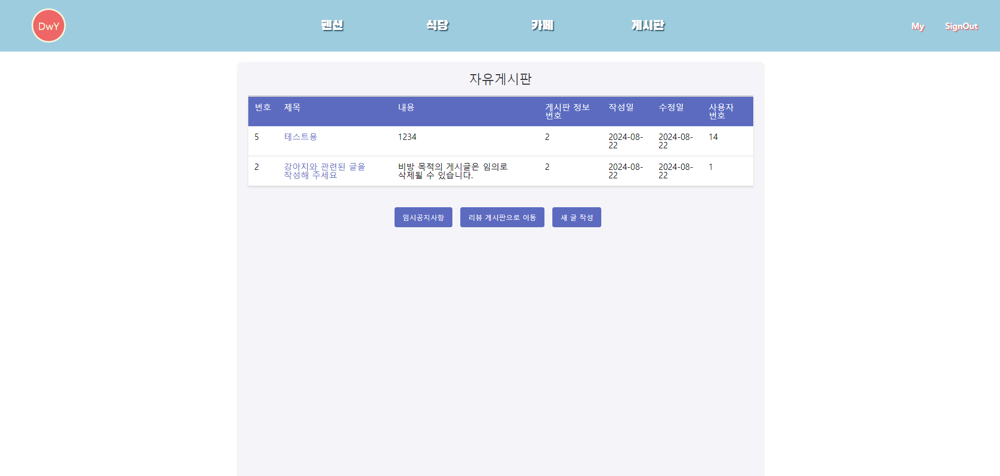 DwY
펜션 식당 카페 게시판
My SignOut
자유게시판
번호 제목 내용 게시판 정보 작성일 수정일 사용자
번호 번호
5 테스트용 1234 2 2024-08- 2024-08- 14
22 22
2 강아지와 관련된 글을 비방 목적의 게시글은 임의로 2 2024-08- 2024-08- 1
작성해 주세요 삭제될 수 있습니다. 22 22
임시공지사항 리뷰 게시판으로 이동 새 글 작성